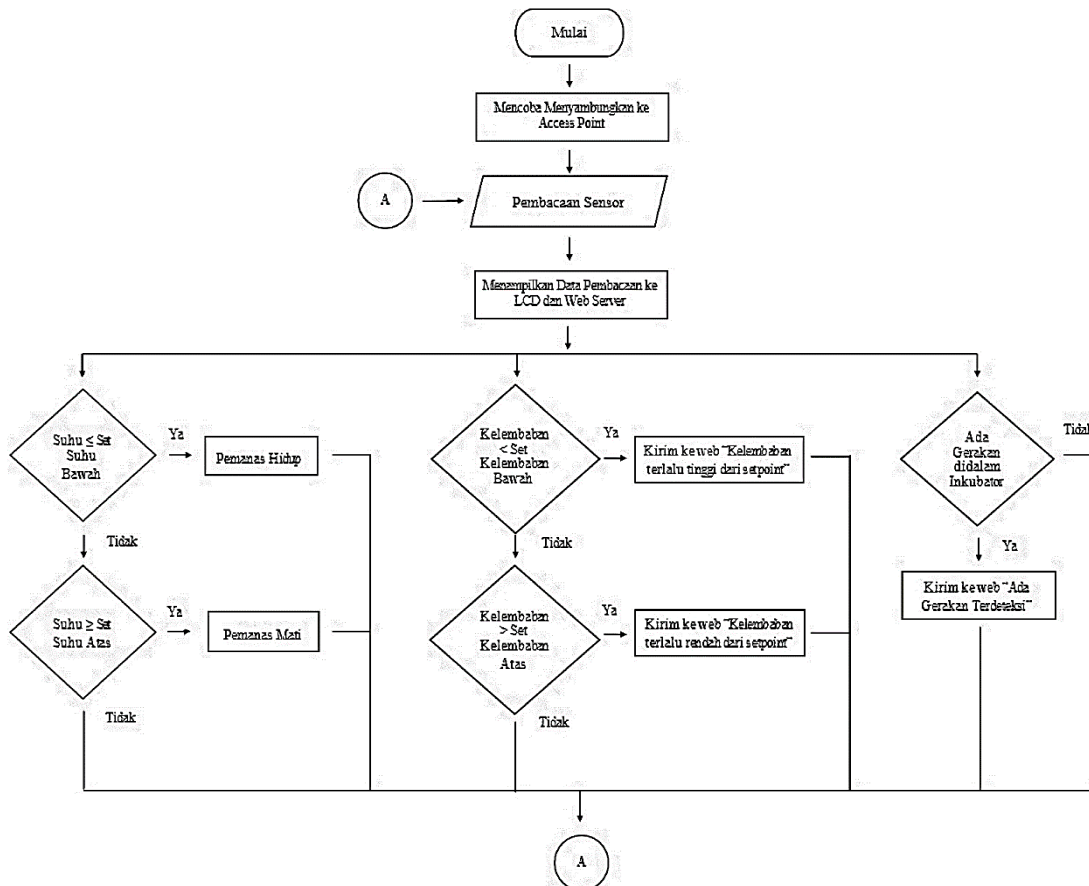 Mulai
Mencoba Menyambungkan ke
Access Point
A
Pembacaan Sensor
Menampilkan Data Pembacaan ke
LCD dan Web Server
Suhu ≤ Set
Suhu
Bawah
Ya
Pemanas Hidup
Tidak
Suhu ≥ Set
Suhu Atas
Ya
Pemanas Mati
Tidak
Kelembaban
< Set
Kelembaban
Bawah
Ya
Kirim ke web "Kelembaban
terlalu tinggi dari setpoint"
Tidak
Kelembaban
> Set
Kelembaban
Atas
Ya
Kirim ke web "Kelembaban
terlalu rendah dari setpoint"
Tidak
Ada
Gerakan
didalam
Inkubator
Tidak
Ya
Kirim ke web "Ada
Gerakan Terdeteksi"
A